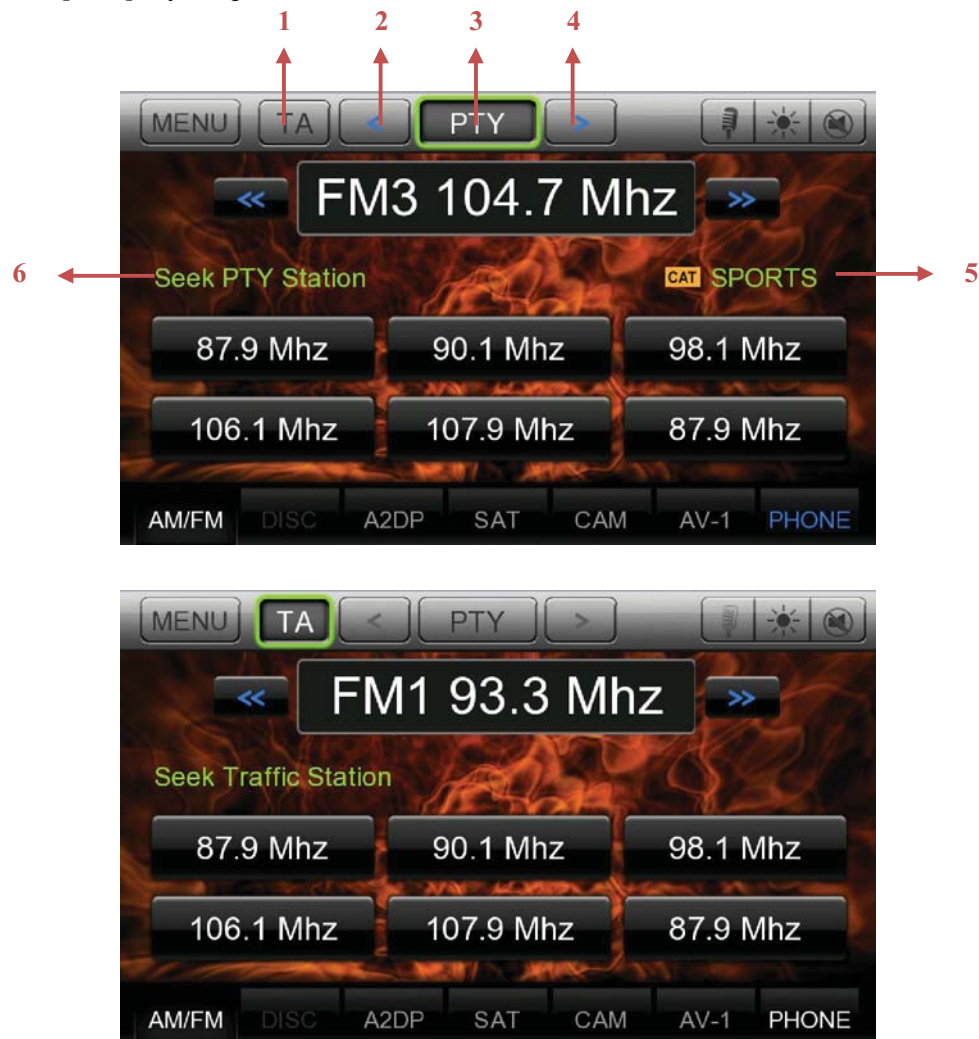 1 2 3 4
MENU TA < PTY >
<< FM3 104.7 Mhz >>
6 Seek PTY Station CAT SPORTS 5
87.9 Mhz 90.1 Mhz 98.1 Mhz
106.1 Mhz 107.9 Mhz 87.9 Mhz
AM/FM DISC A2DP SAT CAM AV-1 PHONE
MENU TA < PTY >
<< FM1 93.3 Mhz >>
Seek Traffic Station
87.9 Mhz 90.1 Mhz 98.1 Mhz
106.1 Mhz 107.9 Mhz 87.9 Mhz
AM/FM DISC A2DP SAT CAM AV-1 PHONE